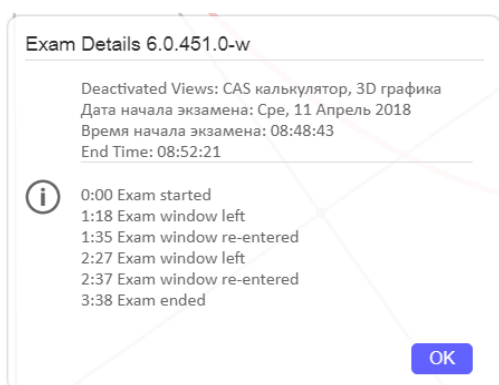 Exam Details 6.0.451.0-w
Deactivated Views: CAS калькулятор, 3D графика
Дата начала экзамена: Сре, 11 Апрель 2018
Время начала экзамена: 08:48:43
End Time: 08:52:21
0:00 Exam started
1:18 Exam window left
1:35 Exam window re-entered
2:27 Exam window left
2:37 Exam window re-entered
3:38 Exam ended
OK